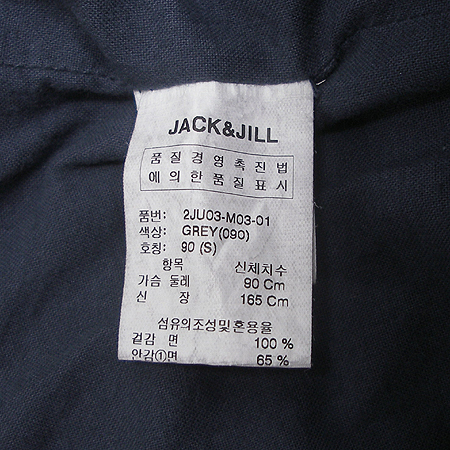 JACK&JILL
품질경영촉진법
에의한품질표시
품번: 2JU03-M03-01
색상: GREY(090)
호칭: 90 (S)
항목 신체치수
가슴 둘레 90 Cm
신 장 165 Cm
섬유의조성및혼용율
겉감 면 100 %
안감①면 65 %